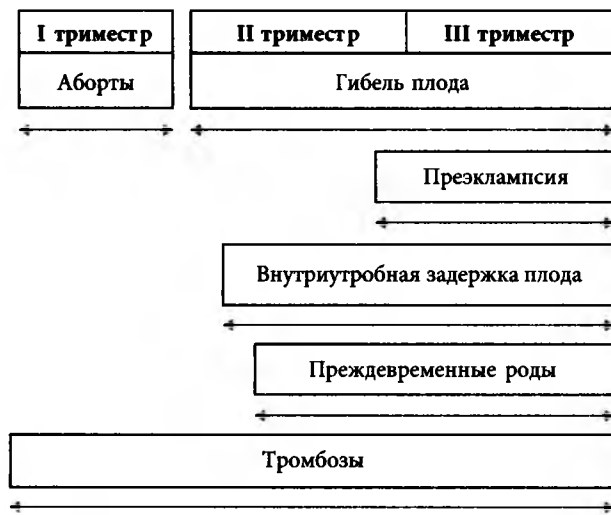 I триместр
II триместр
III триместр
Аборты
Гибель плода
Преэклампсия
Внутриутробная задержка плода
Преждевременные роды
Тромбозы